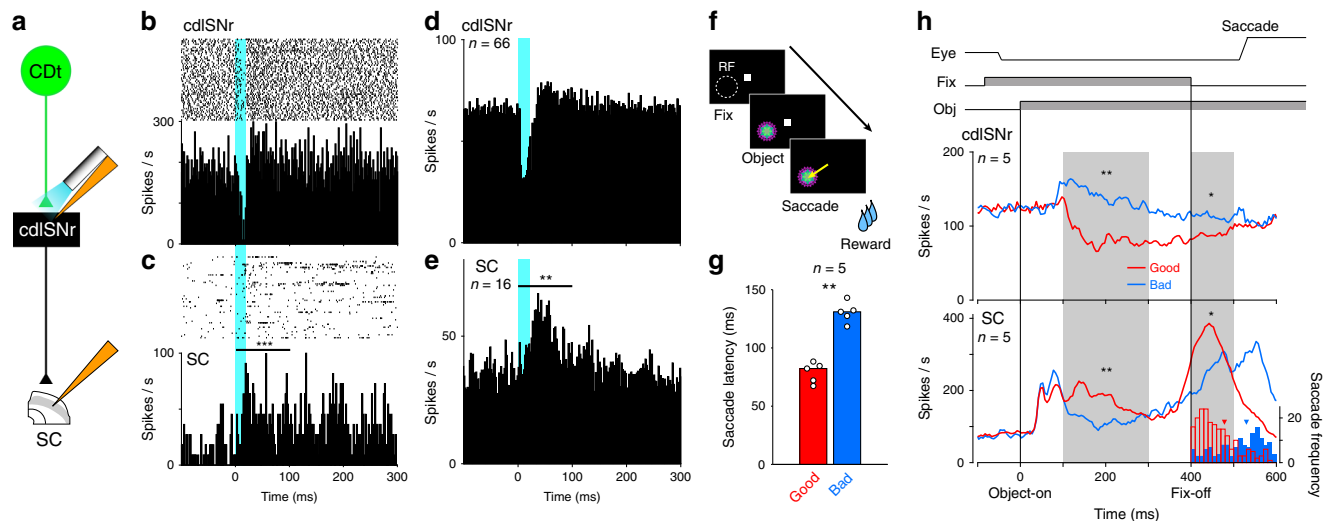 a
CDt
cdlSNr
SC
b
cdlSNr
300
150
0
Spikes / s
c
SC
***
100
50
0
Spikes / s
0
100
200
300
Time (ms)
d
cdlSNr
n = 66
100
50
0
Spikes / s
e
SC
n = 16
**
50
0
Spikes / s
0
100
200
300
Time (ms)
f
RF
Fix
Object
Saccade
Reward
g
n = 5
**
150
100
50
0
Saccade latency (ms)
Good
Bad
h
Saccade
Eye
Fix
Obj
cdlSNr
n = 5
200
100
0
Spikes / s
**
*
Good
Bad
SC
n = 5
400
200
0
Spikes / s
**
*
20
10
0
Saccade frequency
0
200
400
600
Object-on
Fix-off
Time (ms)